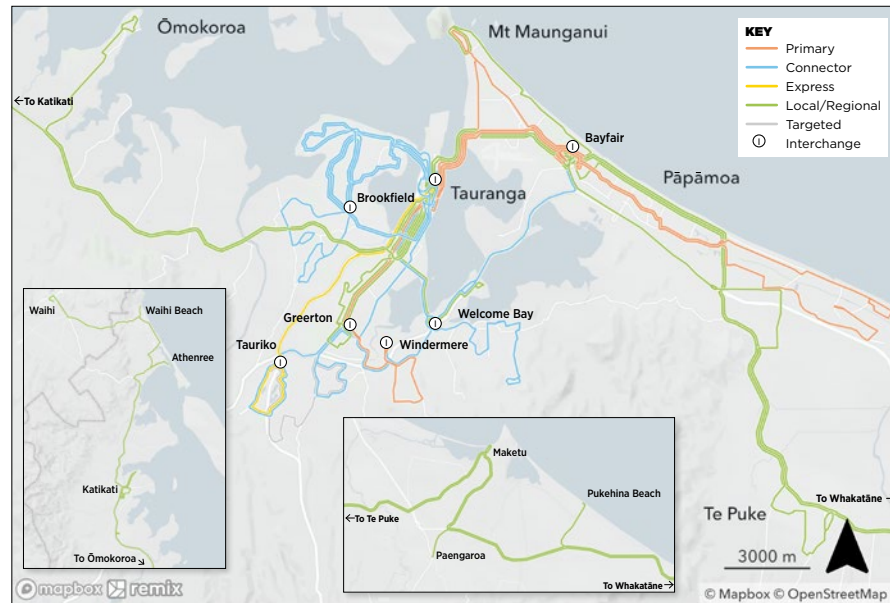 Ōmokoroa
Mt Maunganui
KEY
Primary
Connector
Express
Local/Regional
Targeted
I Interchange
←To Katikati
Bayfair
I
Pāpāmoa
I
Brookfield
I
Tauranga
Greerton
I
Welcome Bay
I
Windermere
I
Tauriko
I
Waihi
Waihi Beach
Athenree
Katikati
To Ōmokoroa
Maketu
Pukehina Beach
←To Te Puke
Paengaroa
To Whakatāne→
To Whakatāne→
Te Puke
3000 m
mapbox remix
© Mapbox © OpenStreetMap